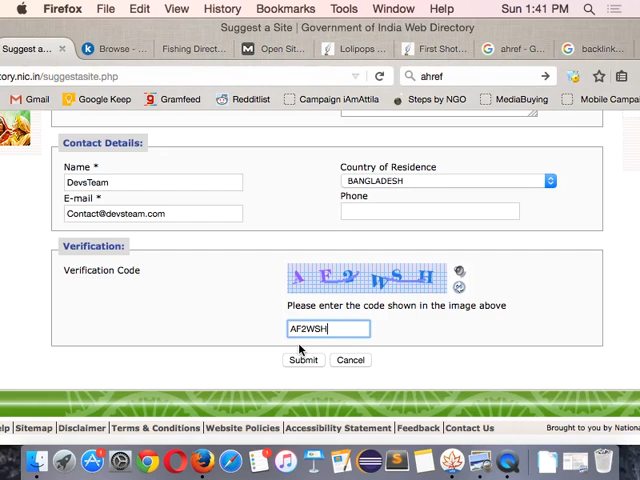 Firefox File Edit View History Bookmarks Tools Window Help Sun 1:41 PM
Suggest a Site | Government of India Web Directory
Suggest a... Browse - ... Fishing Direct... Open Sit... Lolipops ... First Shot... ahref - G... backlink...
ory.nic.in/suggestasite.php ahref
Gmail Google Keep Gramfeed Redditlist Campaign iAmAttila Steps by NGO MediaBuying Mobile Campa
Contact Details:
Name * Country of Residence
DevsTeam BANGLADESH
E-mail * Phone
Contact@devsteam.com
Verification:
Verification Code A F 2 W S H
Please enter the code shown in the image above
AF2WSH
Submit Cancel
elp | Sitemap | Disclaimer | Terms & Conditions | Website Policies | Accessibility Statement | Feedback | Contact Us Brought to you by Nationa